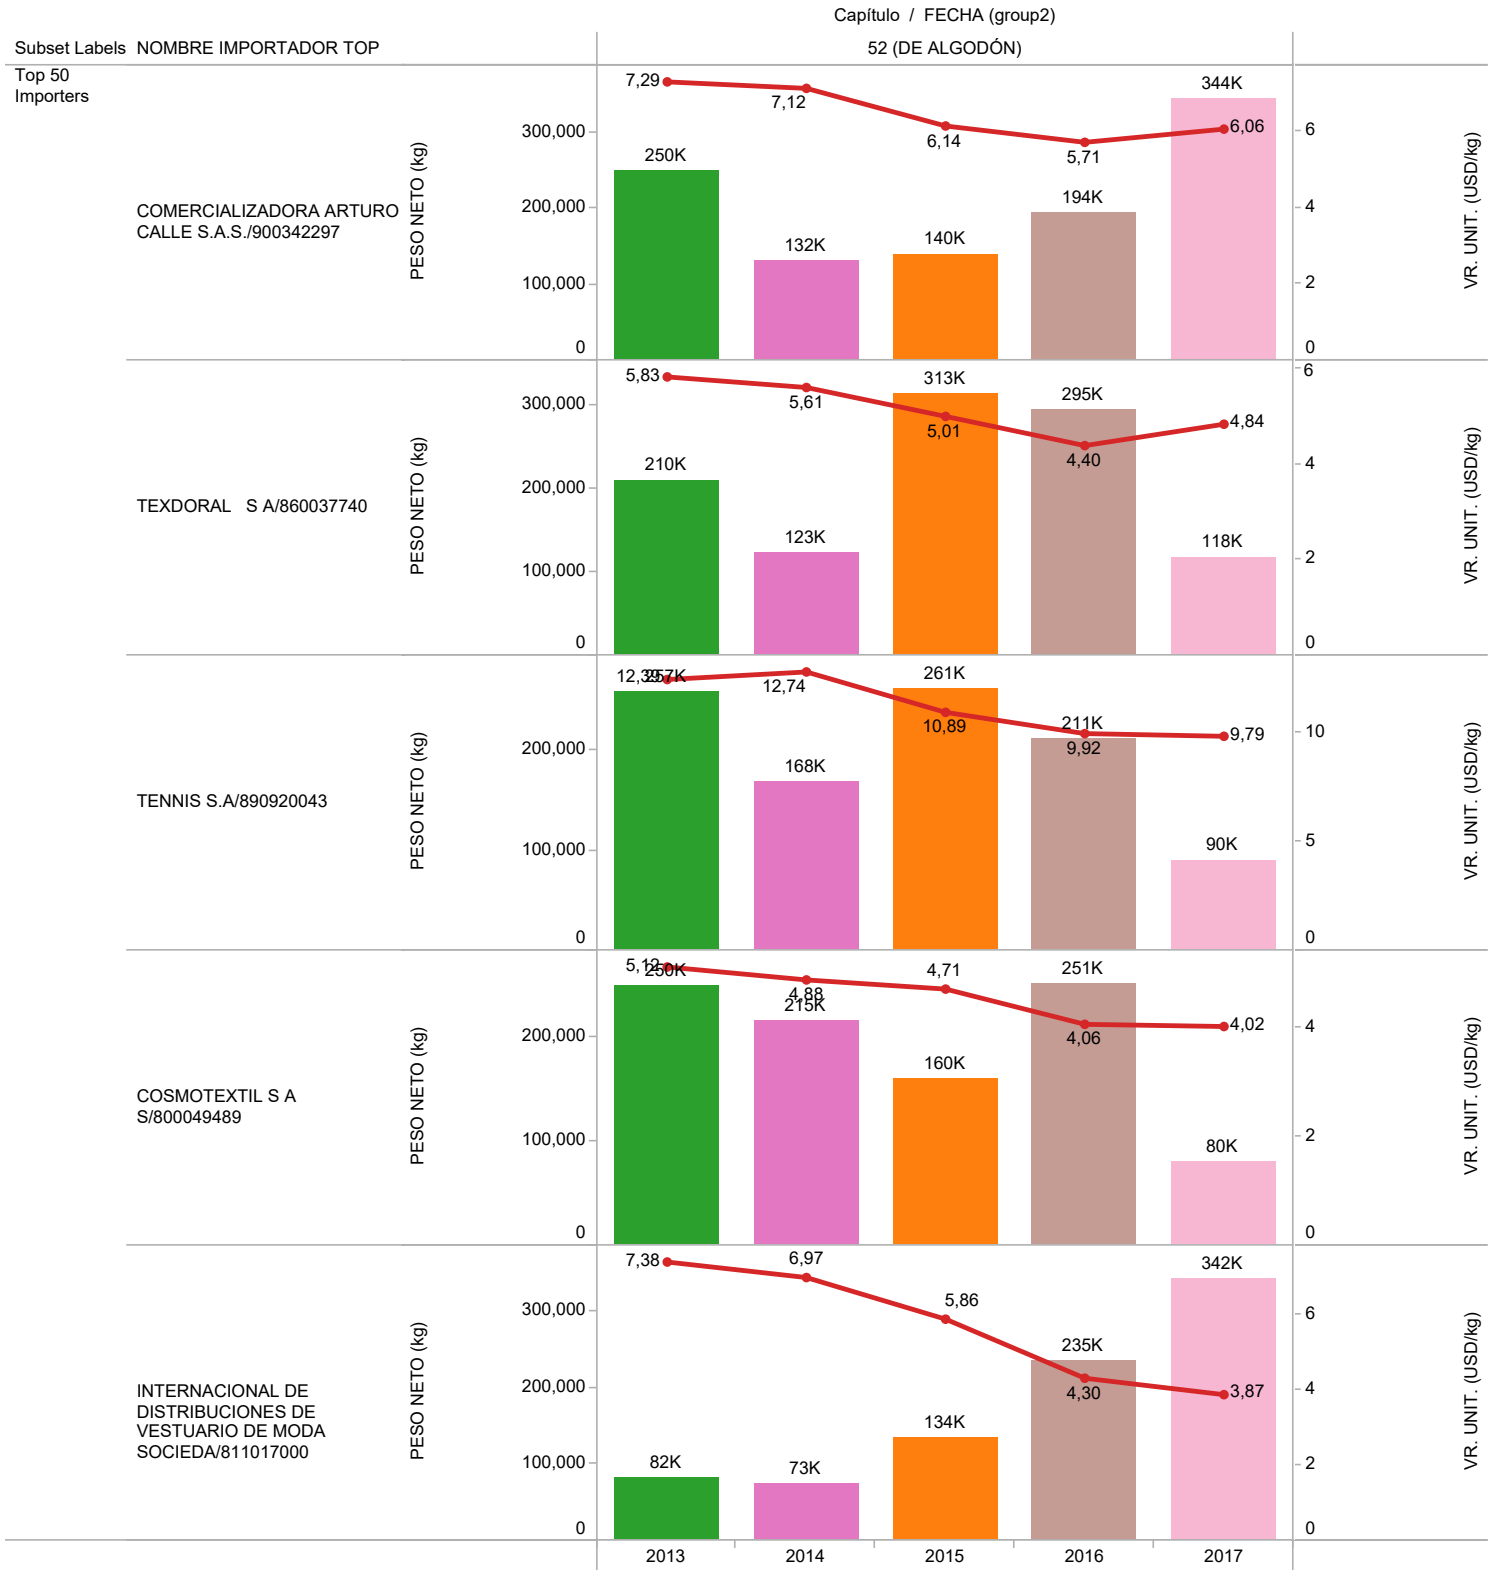 Capítulo / FECHA (group2)
Subset Labels NOMBRE IMPORTADOR TOP
52 (DE ALGODÓN)
Top 50
Importers
COMERCIALIZADORA ARTURO
CALLE S.A.S./900342297
PESO NETO (kg)
300,000
200,000
100,000
0
7,29
7,12
6,14
5,71
6,06
250K
132K
140K
194K
344K
6
4
2
0
VR. UNIT. (USD/kg)
TEXDORAL S A/860037740
PESO NETO (kg)
300,000
200,000
100,000
0
5,83
5,61
5,01
4,40
4,84
210K
123K
313K
295K
118K
6
4
2
0
VR. UNIT. (USD/kg)
TENNIS S.A/890920043
PESO NETO (kg)
200,000
100,000
0
12,39
12,74
10,89
9,92
9,79
257K
168K
261K
211K
90K
10
5
0
VR. UNIT. (USD/kg)
COSMOTEXTIL S A
S/800049489
PESO NETO (kg)
200,000
100,000
0
5,12
4,88
4,71
4,06
4,02
250K
215K
160K
251K
80K
4
2
0
VR. UNIT. (USD/kg)
INTERNACIONAL DE
DISTRIBUCIONES DE
VESTUARIO DE MODA
SOCIEDA/811017000
PESO NETO (kg)
300,000
200,000
100,000
0
7,38
6,97
5,86
4,30
3,87
82K
73K
134K
235K
342K
6
4
2
0
VR. UNIT. (USD/kg)
2013
2014
2015
2016
2017